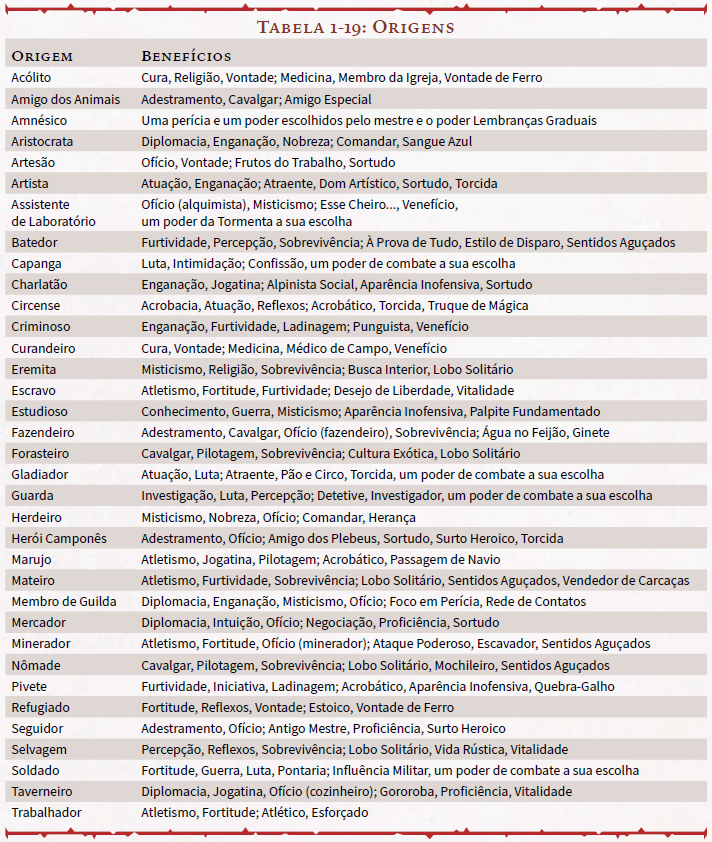 Tabela 1-19: Origens
Origem Benefícios
Acólito Cura, Religião, Vontade; Medicina, Membro da Igreja, Vontade de Ferro
Amigo dos Animais Adestramento, Cavalgar; Amigo Especial
Amnésico Uma perícia e um poder escolhidos pelo mestre e o poder Lembranças Graduais
Aristocrata Diplomacia, Enganação, Nobreza; Comandar, Sangue Azul
Artesão Ofício, Vontade; Frutos do Trabalho, Sortudo
Artista Atuação, Enganação; Atraente, Dom Artístico, Sortudo, Torcida
Assistente Ofício (alquimista), Misticismo; Esse Cheiro..., Venefício,
de Laboratório um poder da Tormenta a sua escolha
Batedor Furtividade, Percepção, Sobrevivência; À Prova de Tudo, Estilo de Disparo, Sentidos Aguçados
Capanga Luta, Intimidação; Confissão, um poder de combate a sua escolha
Charlatão Enganação, Jogatina; Alpinista Social, Aparência Inofensiva, Sortudo
Circense Acrobacia, Atuação, Reflexos; Acrobático, Torcida, Truque de Mágica
Criminoso Enganação, Furtividade, Ladinagem; Punguista, Venefício
Curandeiro Cura, Vontade; Medicina, Médico de Campo, Venefício
Eremita Misticismo, Religião, Sobrevivência; Busca Interior, Lobo Solitário
Escravo Atletismo, Fortitude, Furtividade; Desejo de Liberdade, Vitalidade
Estudioso Conhecimento, Guerra, Misticismo; Aparência Inofensiva, Palpite Fundamentado
Fazendeiro Adestramento, Cavalgar, Ofício (fazendeiro), Sobrevivência; Água no Feijão, Ginete
Forasteiro Cavalgar, Pilotagem, Sobrevivência; Cultura Exótica, Lobo Solitário
Gladiador Atuação, Luta; Atraente, Pão e Circo, Torcida, um poder de combate a sua escolha
Guarda Investigação, Luta, Percepção; Detetive, Investigador, um poder de combate a sua escolha
Herdeiro Misticismo, Nobreza, Ofício; Comandar, Herança
Herói Camponês Adestramento, Ofício; Amigo dos Plebeus, Sortudo, Surto Heroico, Torcida
Marujo Atletismo, Jogatina, Pilotagem; Acrobático, Passagem de Navio
Mateiro Atletismo, Furtividade, Sobrevivência; Lobo Solitário, Sentidos Aguçados, Vendedor de Carcaças
Membro de Guilda Diplomacia, Enganação, Misticismo, Ofício; Foco em Perícia, Rede de Contatos
Mercador Diplomacia, Intuição, Ofício; Negociação, Proficiência, Sortudo
Minerador Atletismo, Fortitude, Ofício (minerador); Ataque Poderoso, Escavador, Sentidos Aguçados
Nômade Cavalgar, Pilotagem, Sobrevivência; Lobo Solitário, Mochileiro, Sentidos Aguçados
Pivete Furtividade, Iniciativa, Ladinagem; Acrobático, Aparência Inofensiva, Quebra-Galho
Refugiado Fortitude, Reflexos, Vontade; Estoico, Vontade de Ferro
Seguidor Adestramento, Ofício; Antigo Mestre, Proficiência, Surto Heroico
Selvagem Percepção, Reflexos, Sobrevivência; Lobo Solitário, Vida Rústica, Vitalidade
Soldado Fortitude, Guerra, Luta, Pontaria; Influência Militar, um poder de combate a sua escolha
Taverneiro Diplomacia, Jogatina, Ofício (cozinheiro); Gororoba, Proficiência, Vitalidade
Trabalhador Atletismo, Fortitude; Atlético, Esforçado